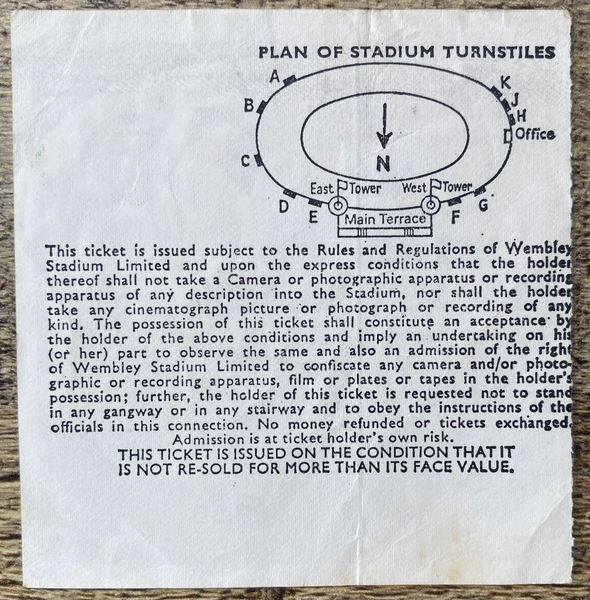 PLAN OF STADIUM TURNSTILES
A
B
C
D
E
F
G
H
J
K
Office
N
East Tower
West Tower
Main Terrace
This ticket is issued subject to the Rules and Regulations of Wembley
Stadium Limited and upon the express conditions that the holder
thereof shall not take a Camera or photographic apparatus or recording
apparatus of any description into the Stadium, nor shall the holder
take any cinematograph picture or photograph or recording of any
kind. The possession of this ticket shall constitute an acceptance by
the holder of the above conditions and imply an undertaking on his
(or her) part to observe the same and also an admission of the right
of Wembley Stadium Limited to confiscate any camera and/or photo-
graphic or recording apparatus, film or plates or tapes in the holder's
possession; further, the holder of this ticket is requested not to stand
in any gangway or in any stairway and to obey the instructions of the
officials in this connection. No money refunded or tickets exchanged.
Admission is at ticket holder's own risk.
THIS TICKET IS ISSUED ON THE CONDITION THAT IT
IS NOT RE-SOLD FOR MORE THAN ITS FACE VALUE.